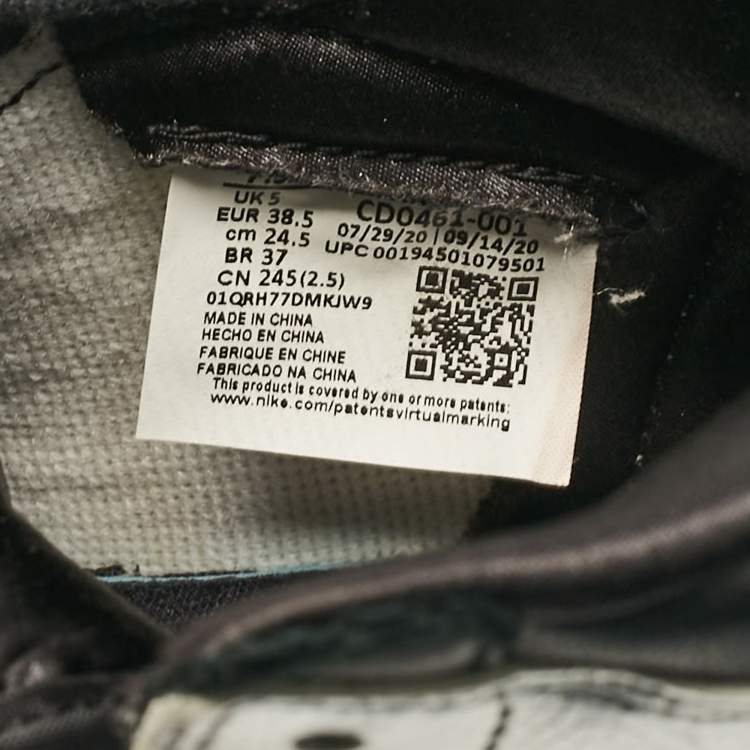 UK 5
EUR 38.5
cm 24.5
BR 37
CN 245(2.5)
01QRH77DMKJW9
MADE IN CHINA
HECHO EN CHINA
FABRIQUE EN CHINE
FABRICADO NA CHINA
CD0461-001
07/29/20 | 09/14/20
UPC 00194501079501
This product is covered by one or more patents:
www.nike.com/patentsvirtualmarking